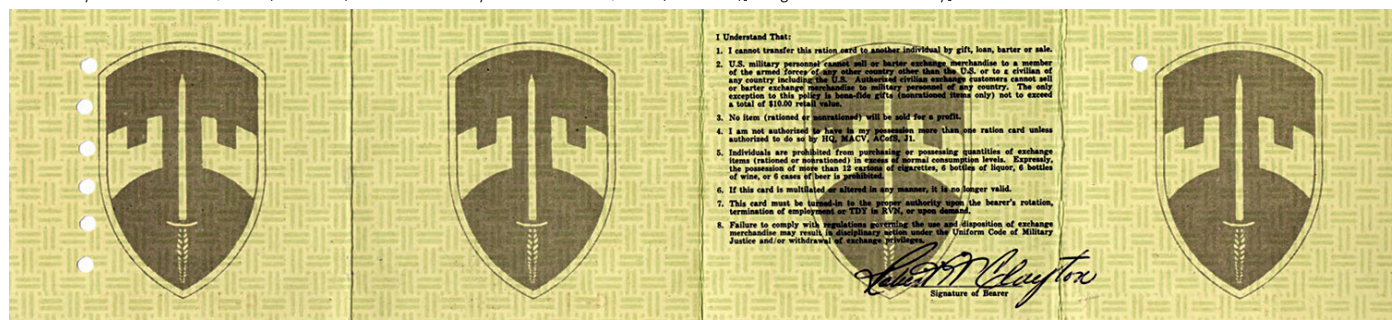 I Understand That:
1. I cannot transfer this ration card to another individual by gift, loan, barter or sale.
2. U.S. military personnel cannot sell or barter exchange merchandise to a member
of the armed forces of any other country other than the U.S. or to a civilian of
any country including the U.S. Authorized civilian exchange customers cannot sell
or barter exchange merchandise to military personnel of any country. The only
exception to this policy is bona-fide gifts (nonrationed items only) not to exceed
a total of $10.00 retail value.
3. No item (rationed or nonrationed) will be sold for a profit.
4. I am not authorized to have in my possession more than one ration card unless
authorized to do so by HQ, MACV, ACofS, J1.
5. Individuals are prohibited from purchasing or possessing quantities of exchange
items (rationed or nonrationed) in excess of normal consumption levels. Expressly,
the possession of more than 12 cartons of cigarettes, 6 bottles of liquor, 6 bottles
of wine, or 6 cases of beer is prohibited.
6. If this card is multilated or altered in any manner, it is no longer valid.
7. This card must be turned-in to the proper authority upon the bearer's rotation,
termination of employment or TDY in RVN, or upon demand.
8. Failure to comply with regulations governing the use and disposition of exchange
merchandise may result in disciplinary action under the Uniform Code of Military
Justice and/or withdrawal of exchange privileges.
Robert M Clayton
Signature of Bearer